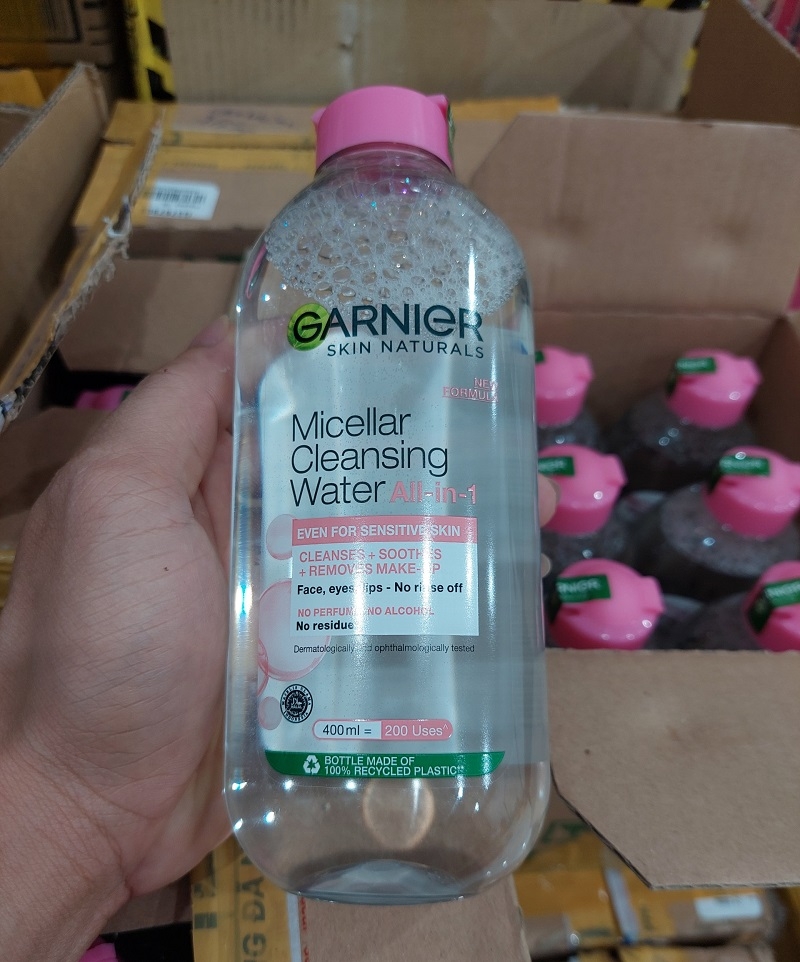 GARNIER
SKIN NATURALS
NEW
FORMULA
Micellar
Cleansing
Water All-in-1
EVEN FOR SENSITIVE SKIN
CLEANSES + SOOTHES
+ REMOVES MAKE-UP
Face, eyes, lips - No rinse off
NO PERFUME, NO ALCOHOL
No residue
Dermatologically and ophthalmologically tested
400ml = 200 Uses^
BOTTLE MADE OF
100% RECYCLED PLASTIC**